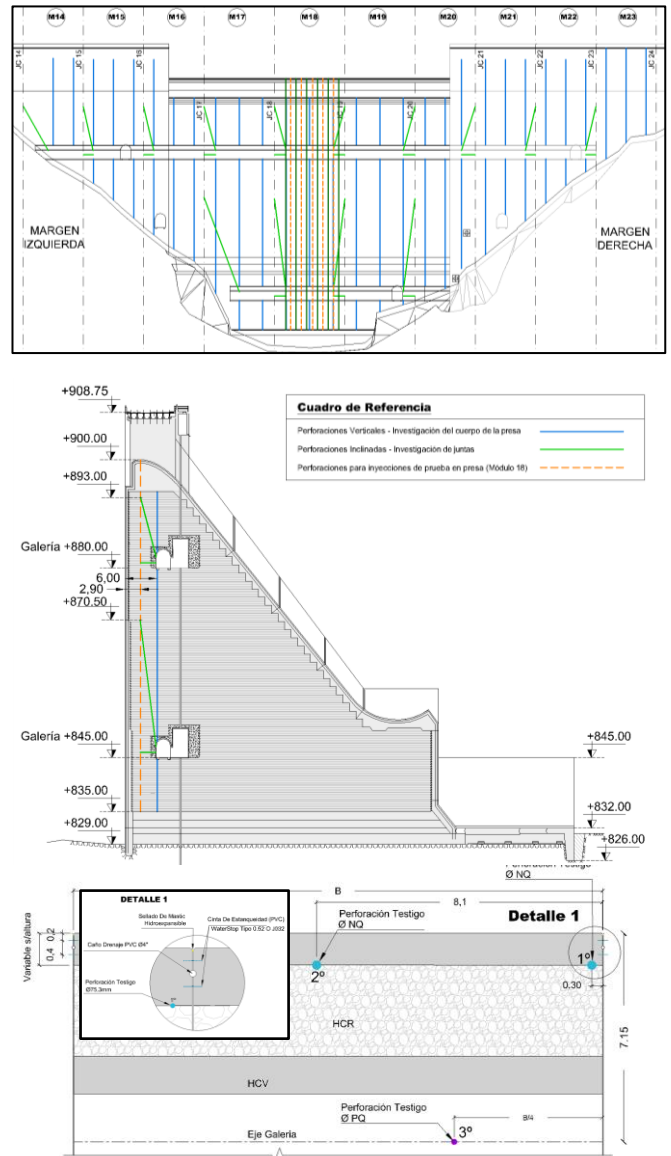 M14 M15 M16 M17 M18 M19 M20 M21 M22 M23
JC 14 JC 15 JC 16 JC 17 JC 18 JC 19 JC 20 JC 21 JC 22 JC 23 JC 24
MARGEN
IZQUIERDA
MARGEN
DERECHA
+908.75
+900.00
+893.00
Galería +880.00
6,00
2,90
+870.50
Galería +845.00
+835.00
+829.00
+845.00
+832.00
+826.00
Cuadro de Referencia
Perforaciones Verticales - Investigación del cuerpo de la presa
Perforaciones Inclinadas - Investigación de juntas
Perforaciones para inyecciones de prueba en presa (Módulo 18)
Perforación Testigo
Ø NQ
B
8,1
Detalle 1
Perforación Testigo
Ø NQ
Variable s/altura
0,2
0,4
DETALLE 1
Sellado De Mastic
Hidroexpansible
Cinta De Estanqueidad (PVC)
WaterStop Tipo 0.52 O J032
Caño Drenaje PVC Ø4"
Perforación Testigo
Ø75.3mm
1°
2°
1°
0.30
7.15
HCR
HCV
Perforación Testigo
Ø PQ
B/4
3°
Eje Galería